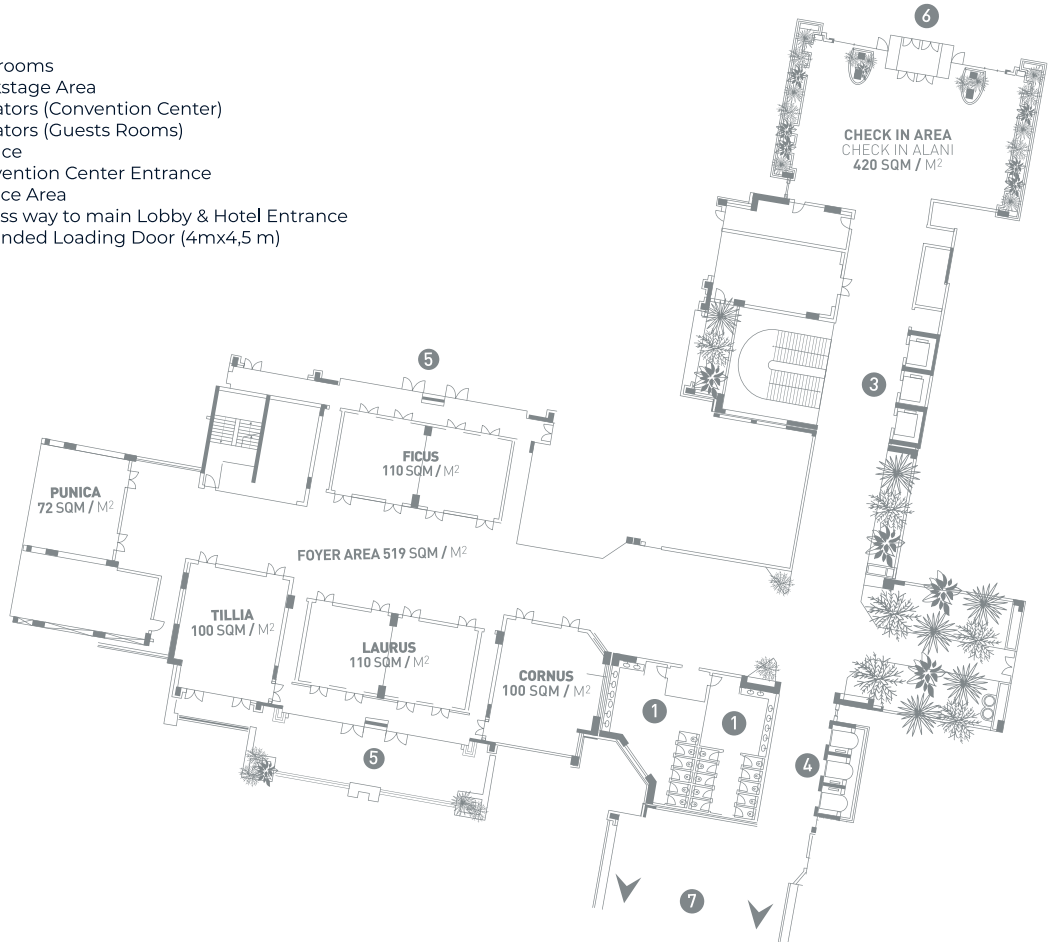 rooms
stage Area
ators (Convention Center)
ators (Guests Rooms)
ce
vention Center Entrance
ce Area
ss way to main Lobby & Hotel Entrance
nded Loading Door (4mx4,5 m)
6
CHECK IN AREA
CHECK IN ALANI
420 SQM / M²
3
5
FICUS
110 SQM / M²
PUNICA
72 SQM / M²
FOYER AREA 519 SQM / M²
TILLIA
100 SQM / M²
LAURUS
110 SQM / M²
CORNUS
100 SQM / M²
1
1
5
4
7